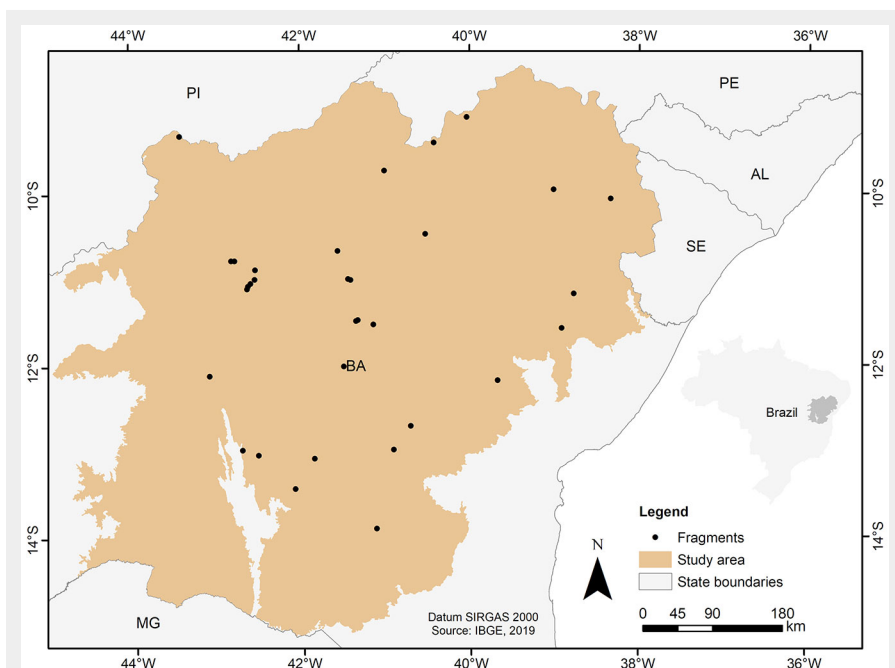 44°W 42°W 40°W 38°W 36°W
PI
PE
AL
10°S 10°S
SE
BA
12°S 12°S
Brazil
14°S 14°S
Legend
Fragments
Study area
State boundaries
N
0 45 90 180
km
Datum SIRGAS 2000
Source: IBGE, 2019
MG
44°W 42°W 40°W 38°W 36°W